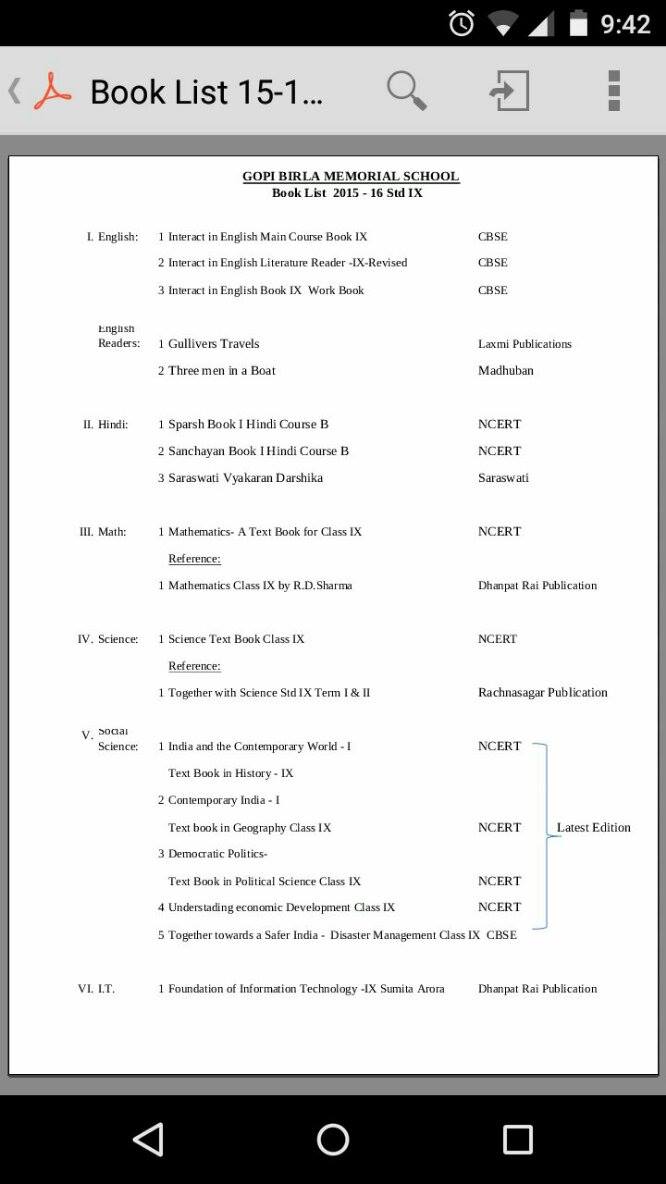 9:42
Book List 15-1...
GOPI BIRLA MEMORIAL SCHOOL
Book List 2015 - 16 Std IX
I. English: 1 Interact in English Main Course Book IX CBSE
2 Interact in English Literature Reader -IX-Revised CBSE
3 Interact in English Book IX Work Book CBSE
English
Readers: 1 Gullivers Travels Laxmi Publications
2 Three men in a Boat Madhuban
II. Hindi: 1 Sparsh Book I Hindi Course B NCERT
2 Sanchayan Book I Hindi Course B NCERT
3 Saraswati Vyakaran Darshika Saraswati
III. Math: 1 Mathematics- A Text Book for Class IX NCERT
Reference:
1 Mathematics Class IX by R.D.Sharma Dhanpat Rai Publication
IV. Science: 1 Science Text Book Class IX NCERT
Reference:
1 Together with Science Std IX Term I & II Rachnasagar Publication
V. Social
Science: 1 India and the Contemporary World - I NCERT
Text Book in History - IX
2 Contemporary India - I
Text book in Geography Class IX NCERT Latest Edition
3 Democratic Politics-
Text Book in Political Science Class IX NCERT
4 Understading economic Development Class IX NCERT
5 Together towards a Safer India - Disaster Management Class IX CBSE
VI. I.T. 1 Foundation of Information Technology -IX Sumita Arora Dhanpat Rai Publication